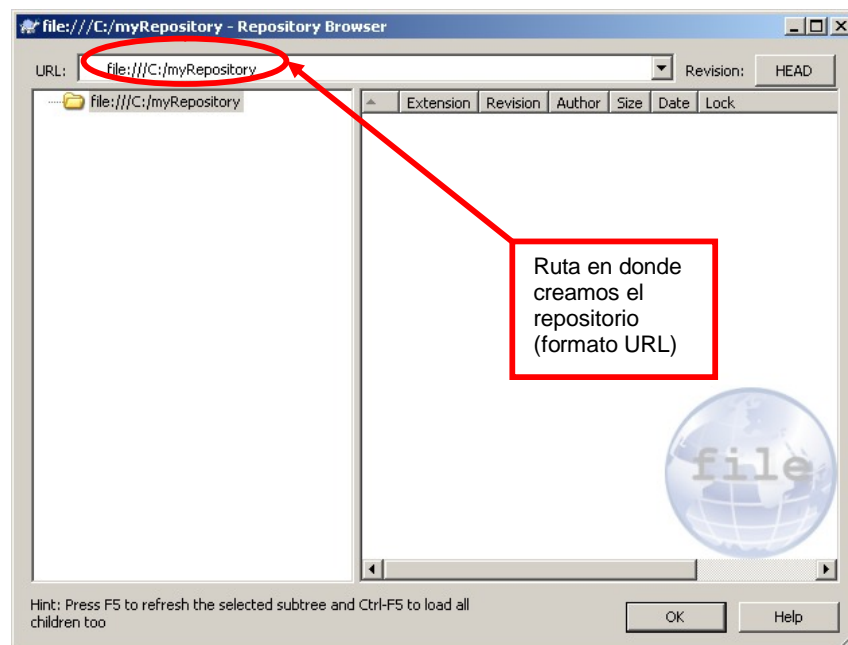 file:///C:/myRepository - Repository Browser
URL: file:///C:/myRepository Revision: HEAD
file:///C:/myRepository
Extension Revision Author Size Date Lock
Ruta en donde
creamos el
repositorio
(formato URL)
file
Hint: Press F5 to refresh the selected subtree and Ctrl-F5 to load all
children too
OK Help